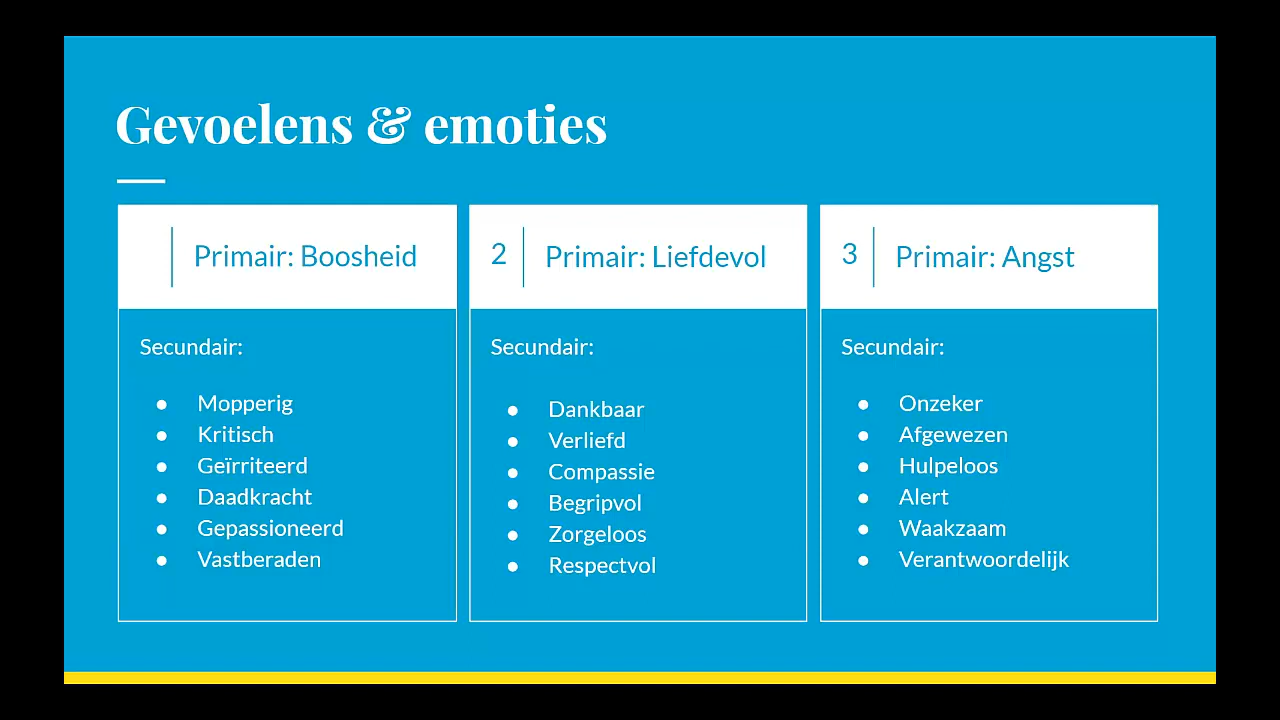 Gevoelens & emoties
Primair: Boosheid
Secundair:
● Mopperig
● Kritisch
● Geïrriteerd
● Daadkracht
● Gepassioneerd
● Vastberaden
2 Primair: Liefdevol
Secundair:
● Dankbaar
● Verliefd
● Compassie
● Begripvol
● Zorgeloos
● Respectvol
3 Primair: Angst
Secundair:
● Onzeker
● Afgewezen
● Hulpeloos
● Alert
● Waakzaam
● Verantwoordelijk